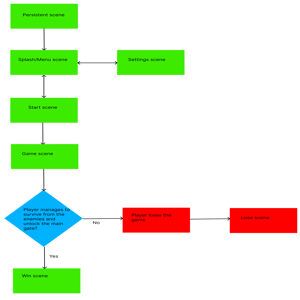 Persistent scene
Splash/Menu scene
Settings scene
Start scene
Game scene
Player manages to
survive from the
enemies and
unlock the main
gate?
No
Player loses the
game
Lose scene
Yes
Win scene